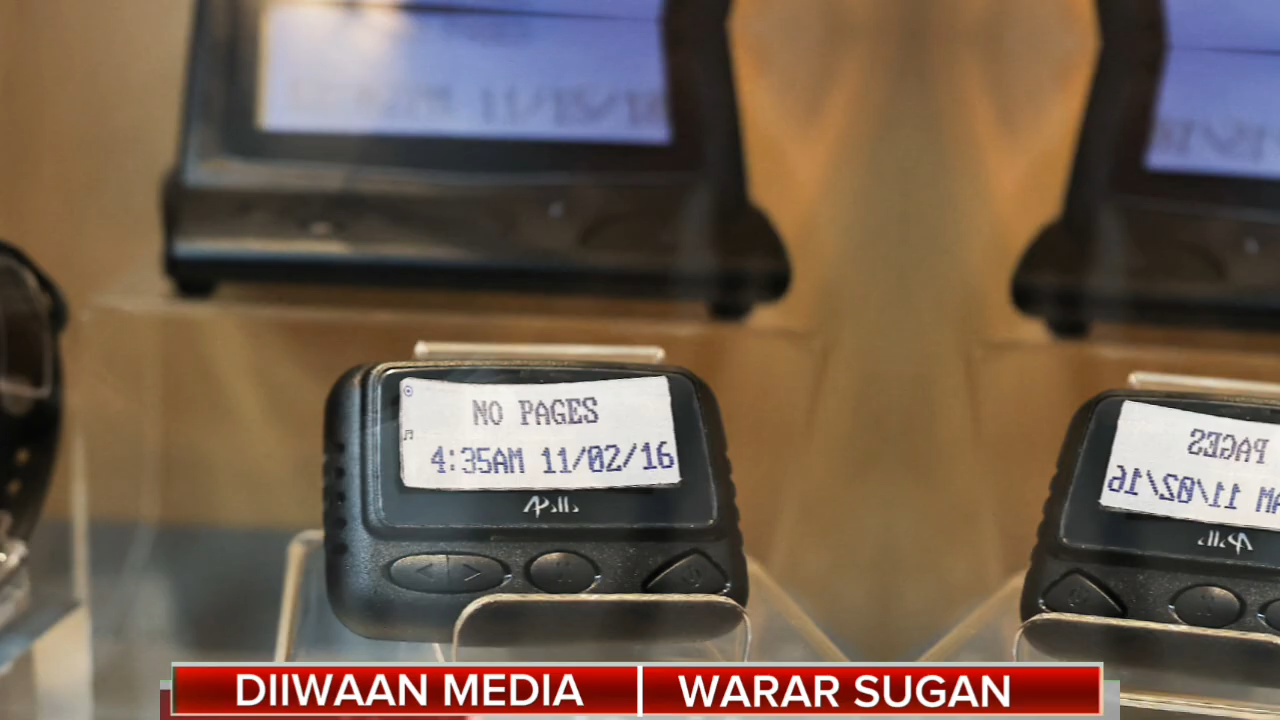 NO PAGES
4:35AM 11/02/16
PAGES
AM 11/02/16
DIIWAAN MEDIA
WARAR SUGAN